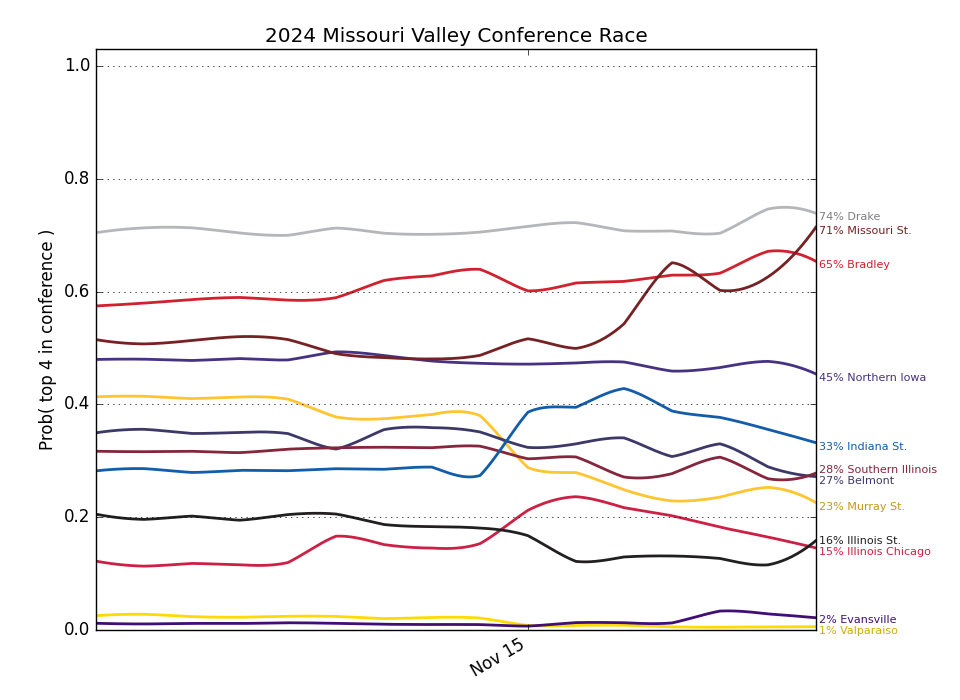 2024 Missouri Valley Conference Race
1.0
0.8
0.6
0.4
0.2
0.0
Prob( top 4 in conference )
Nov 15
74% Drake
71% Missouri St.
65% Bradley
45% Northern Iowa
33% Indiana St.
28% Southern Illinois
27% Belmont
23% Murray St.
16% Illinois St.
15% Illinois Chicago
2% Evansville
1% Valparaiso